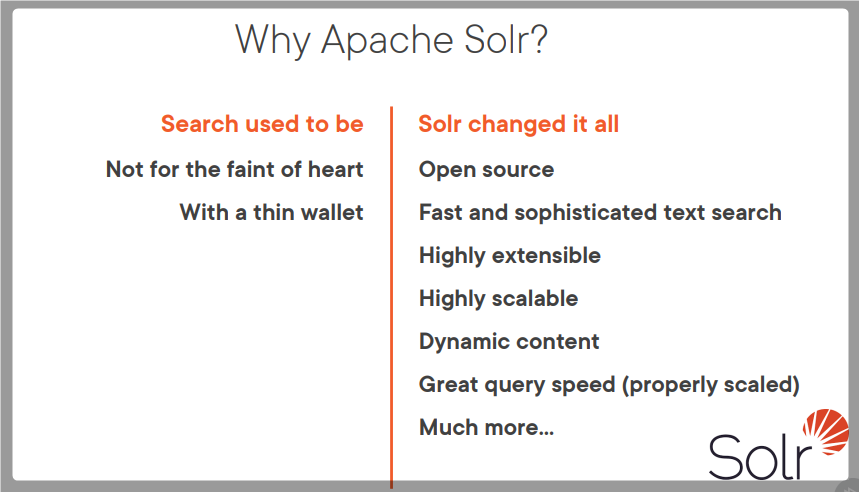 Why Apache Solr?
Search used to be
Not for the faint of heart
With a thin wallet
Solr changed it all
Open source
Fast and sophisticated text search
Highly extensible
Highly scalable
Dynamic content
Great query speed (properly scaled)
Much more...
Solr